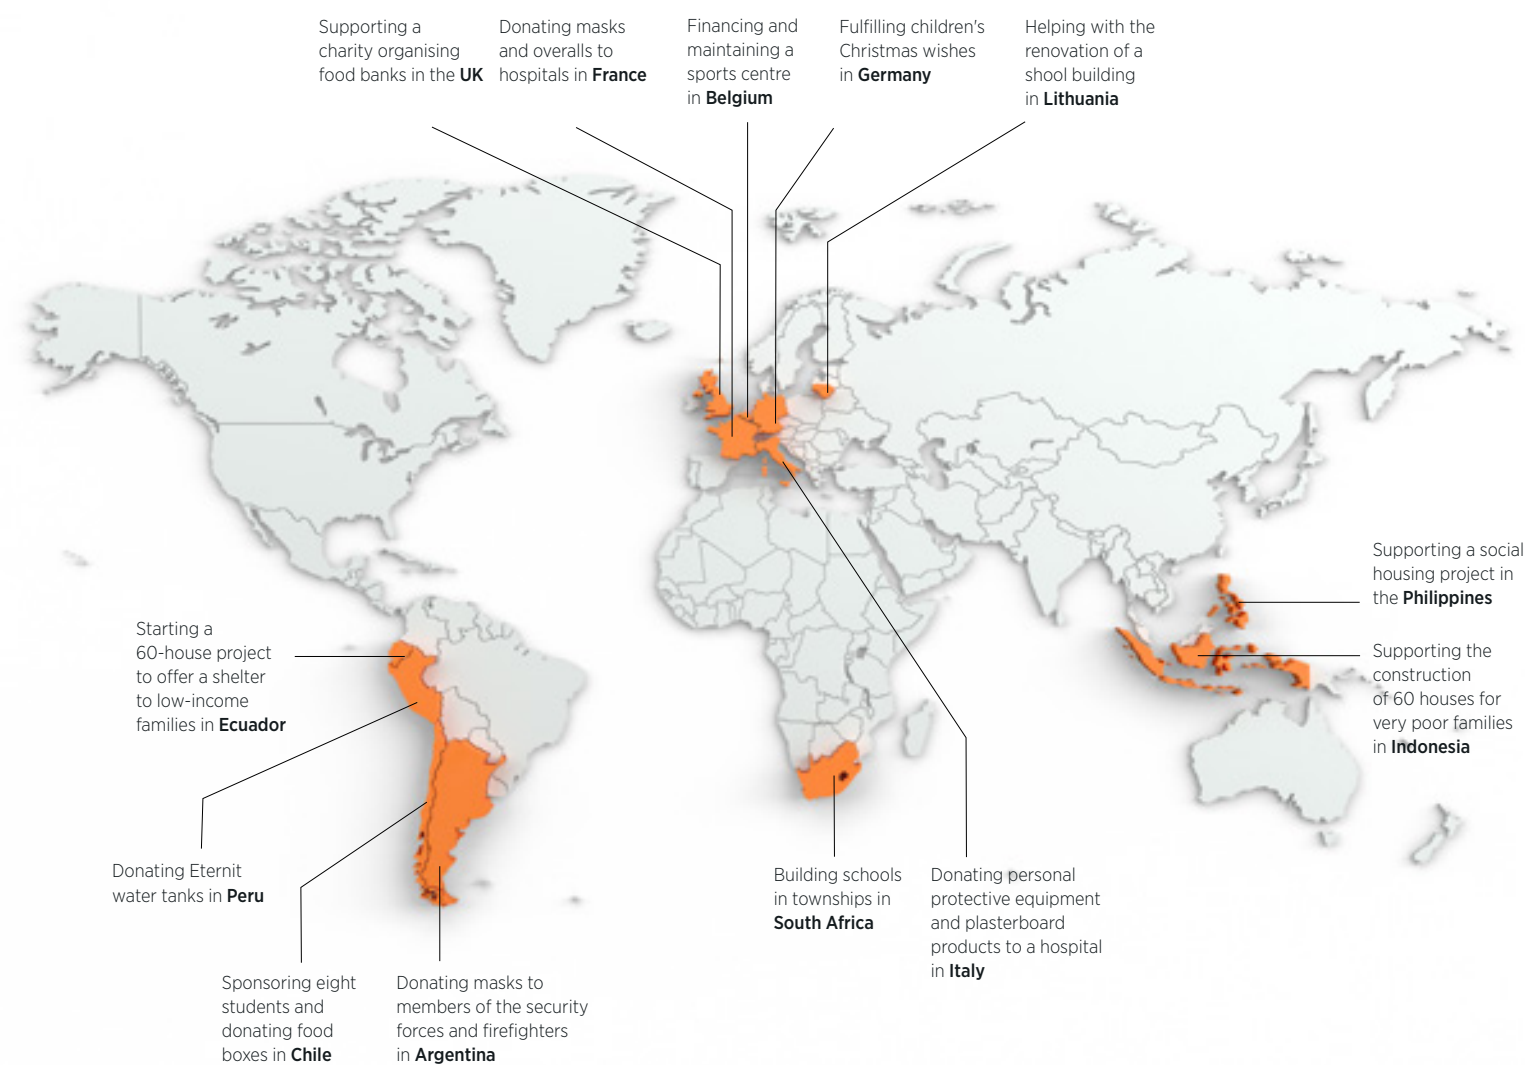 Supporting a
charity organising
food banks in the UK
Donating masks
and overalls to
hospitals in France
Financing and
maintaining a
sports centre
in Belgium
Fulfilling children's
Christmas wishes
in Germany
Helping with the
renovation of a
shool building
in Lithuania
Supporting a social
housing project in
the Philippines
Starting a
60-house project
to offer a shelter
to low-income
families in Ecuador
Supporting the
construction
of 60 houses for
very poor families
in Indonesia
Donating Eternit
water tanks in Peru
Building schools
in townships in
South Africa
Donating personal
protective equipment
and plasterboard
products to a hospital
in Italy
Sponsoring eight
students and
donating food
boxes in Chile
Donating masks to
members of the security
forces and firefighters
in Argentina